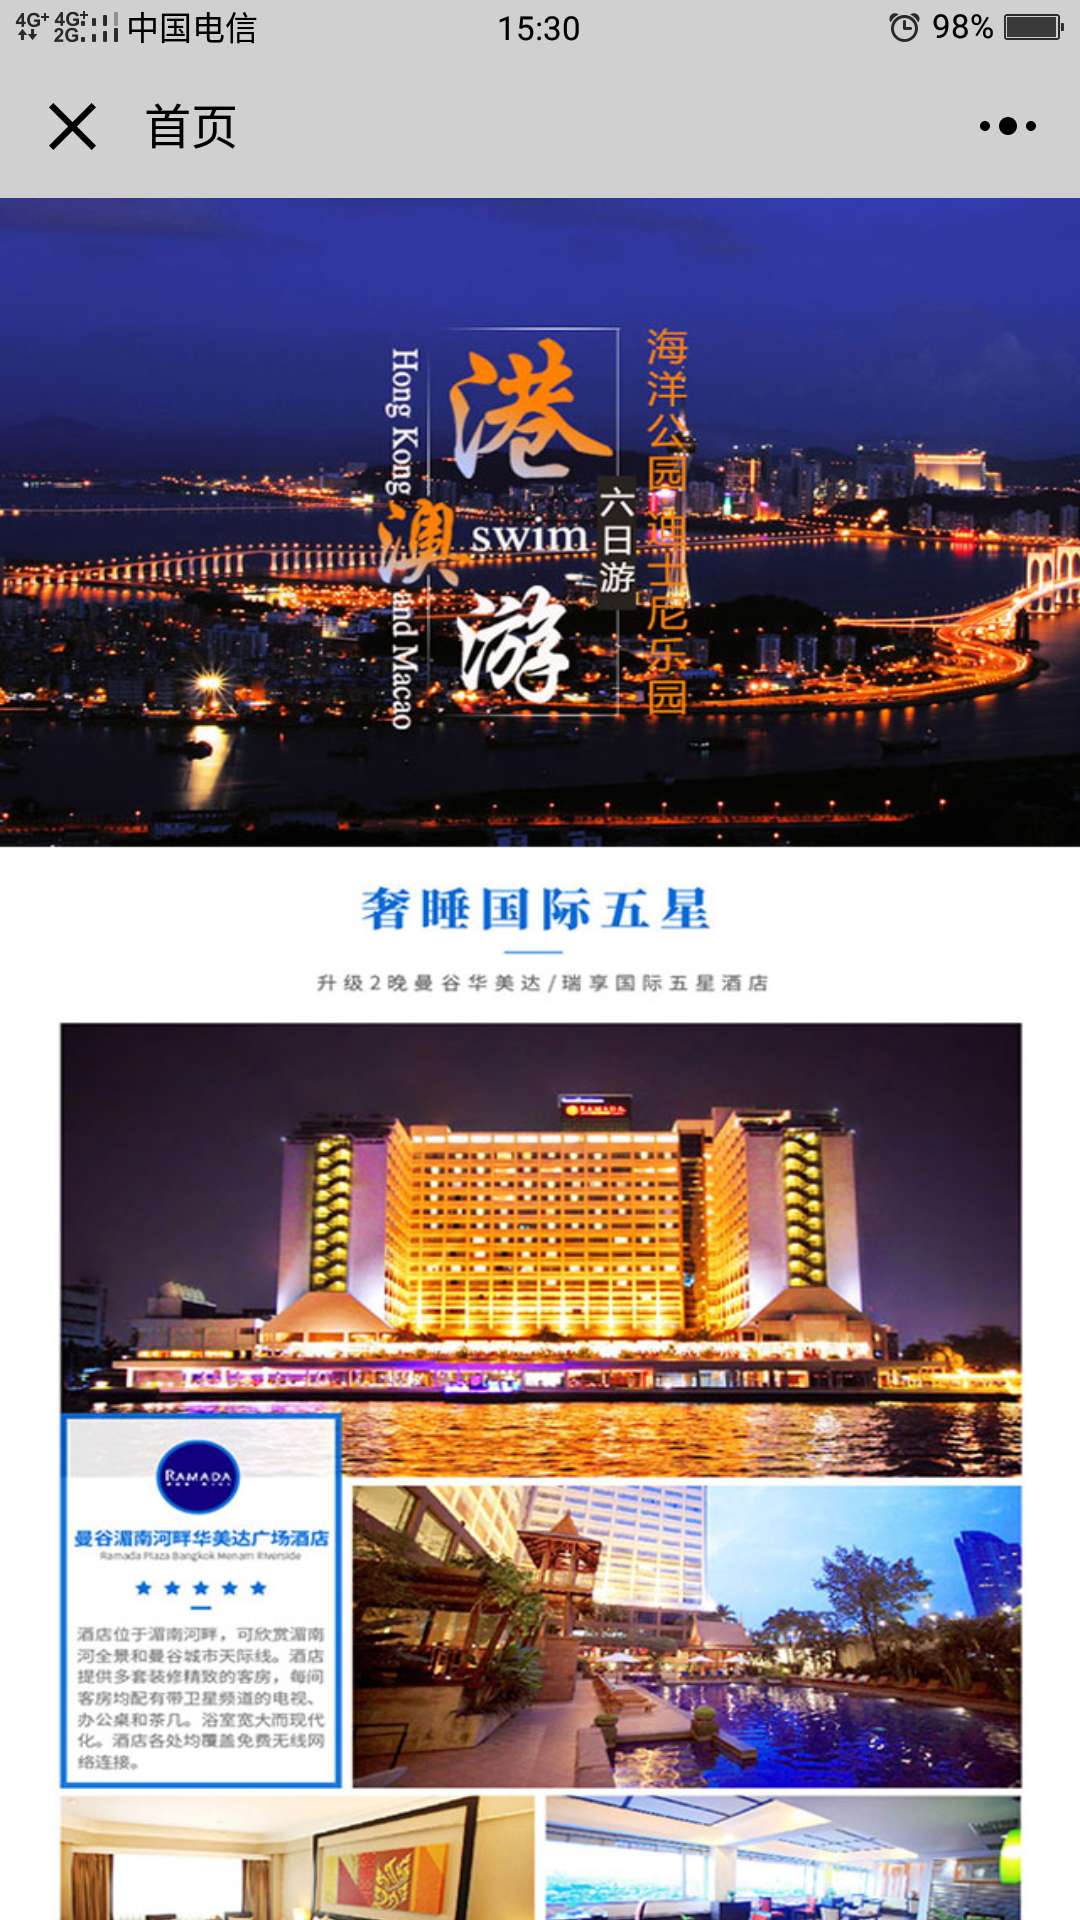 4G+ 4G+ 2G 中国电信 15:30 98%
首页
港澳游
Hong Kong and Macao
swim
六日游
海洋公园迪士尼乐园
奢睡国际五星
升级2晚曼谷华美达/瑞享国际五星酒店
RAMADA
RAMADA
曼谷湄南河畔华美达广场酒店
Ramada Plaza Bangkok Menam Riverside
酒店位于湄南河畔，可欣赏湄南
河全景和曼谷城市天际线。酒店
提供多套装修精致的客房，每间
客房均配有带卫星频道的电视、
办公桌和茶几。浴室宽大而现代
化。酒店各处均覆盖免费无线网
络连接。